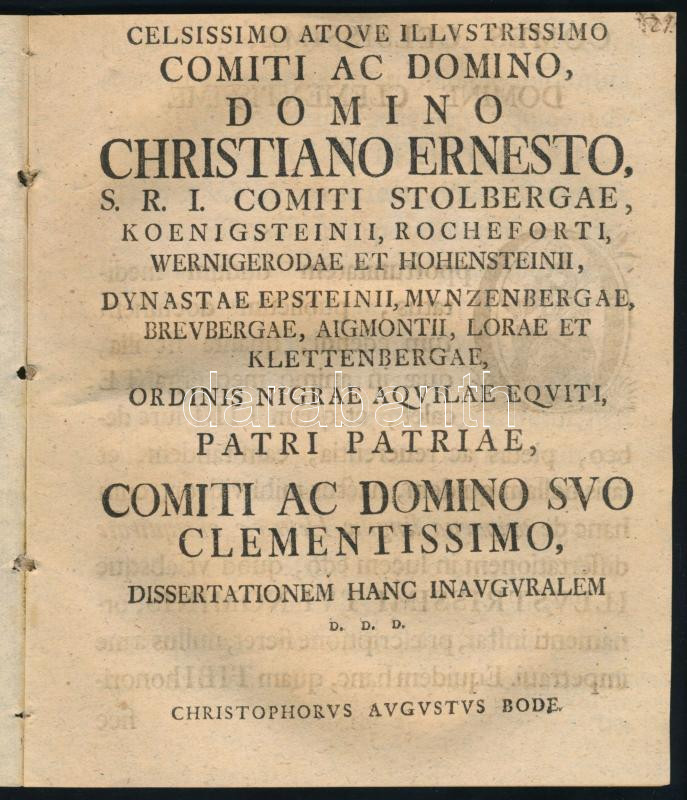 CELSISSIMO ATQVE ILLVSTRISSIMO
COMITI AC DOMINO,
DOMINO
CHRISTIANO ERNESTO,
S. R. I. COMITI STOLBERGAE,
KOENIGSTEINII, ROCHEFORTI,
WERNIGERODAE ET HOHENSTEINII,
DYNASTAE EPSTEINII, MVNZENBERGAE,
BREVBERGAE, AIGMONTII, LORAE ET
KLETTENBERGAE,
ORDINIS NIGRAE AQVILAE EQVITI,
darabanth
PATRI PATRIAE,
COMITI AC DOMINO SVO
CLEMENTISSIMO,
DISSERTATIONEM HANC INAVGVRALEM
D. D. D.
CHRISTOPHORVS AVGVSTVS BODE.